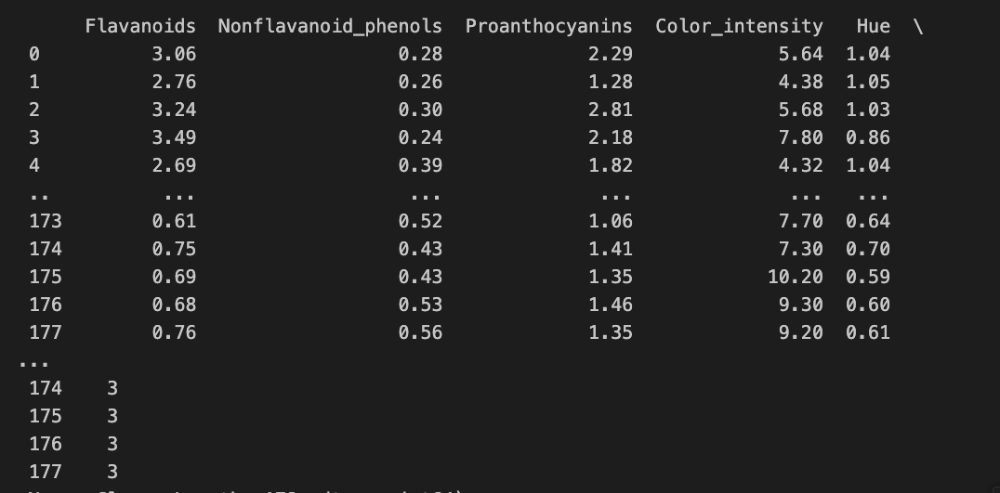 Flavanoids Nonflavanoid_phenols Proanthocyanins Color_intensity Hue \
0 3.06 0.28 2.29 5.64 1.04
1 2.76 0.26 1.28 4.38 1.05
2 3.24 0.30 2.81 5.68 1.03
3 3.49 0.24 2.18 7.80 0.86
4 2.69 0.39 1.82 4.32 1.04
.. ... ... ... ... ...
173 0.61 0.52 1.06 7.70 0.64
174 0.75 0.43 1.41 7.30 0.70
175 0.69 0.43 1.35 10.20 0.59
176 0.68 0.53 1.46 9.30 0.60
177 0.76 0.56 1.35 9.20 0.61
...
174 3
175 3
176 3
177 3